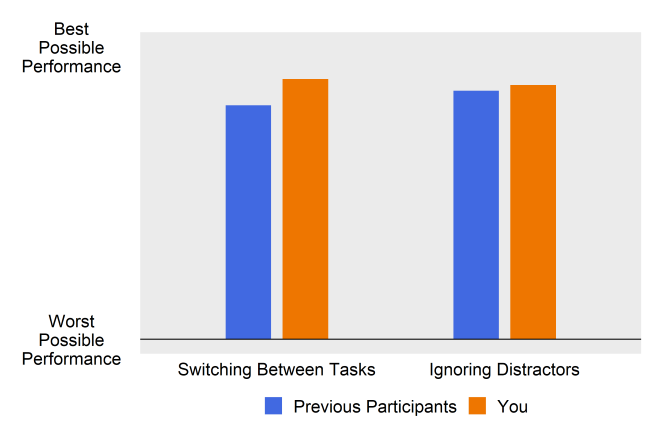 Best
Possible
Performance
Worst
Possible
Performance
Switching Between Tasks
Ignoring Distractors
Previous Participants
You